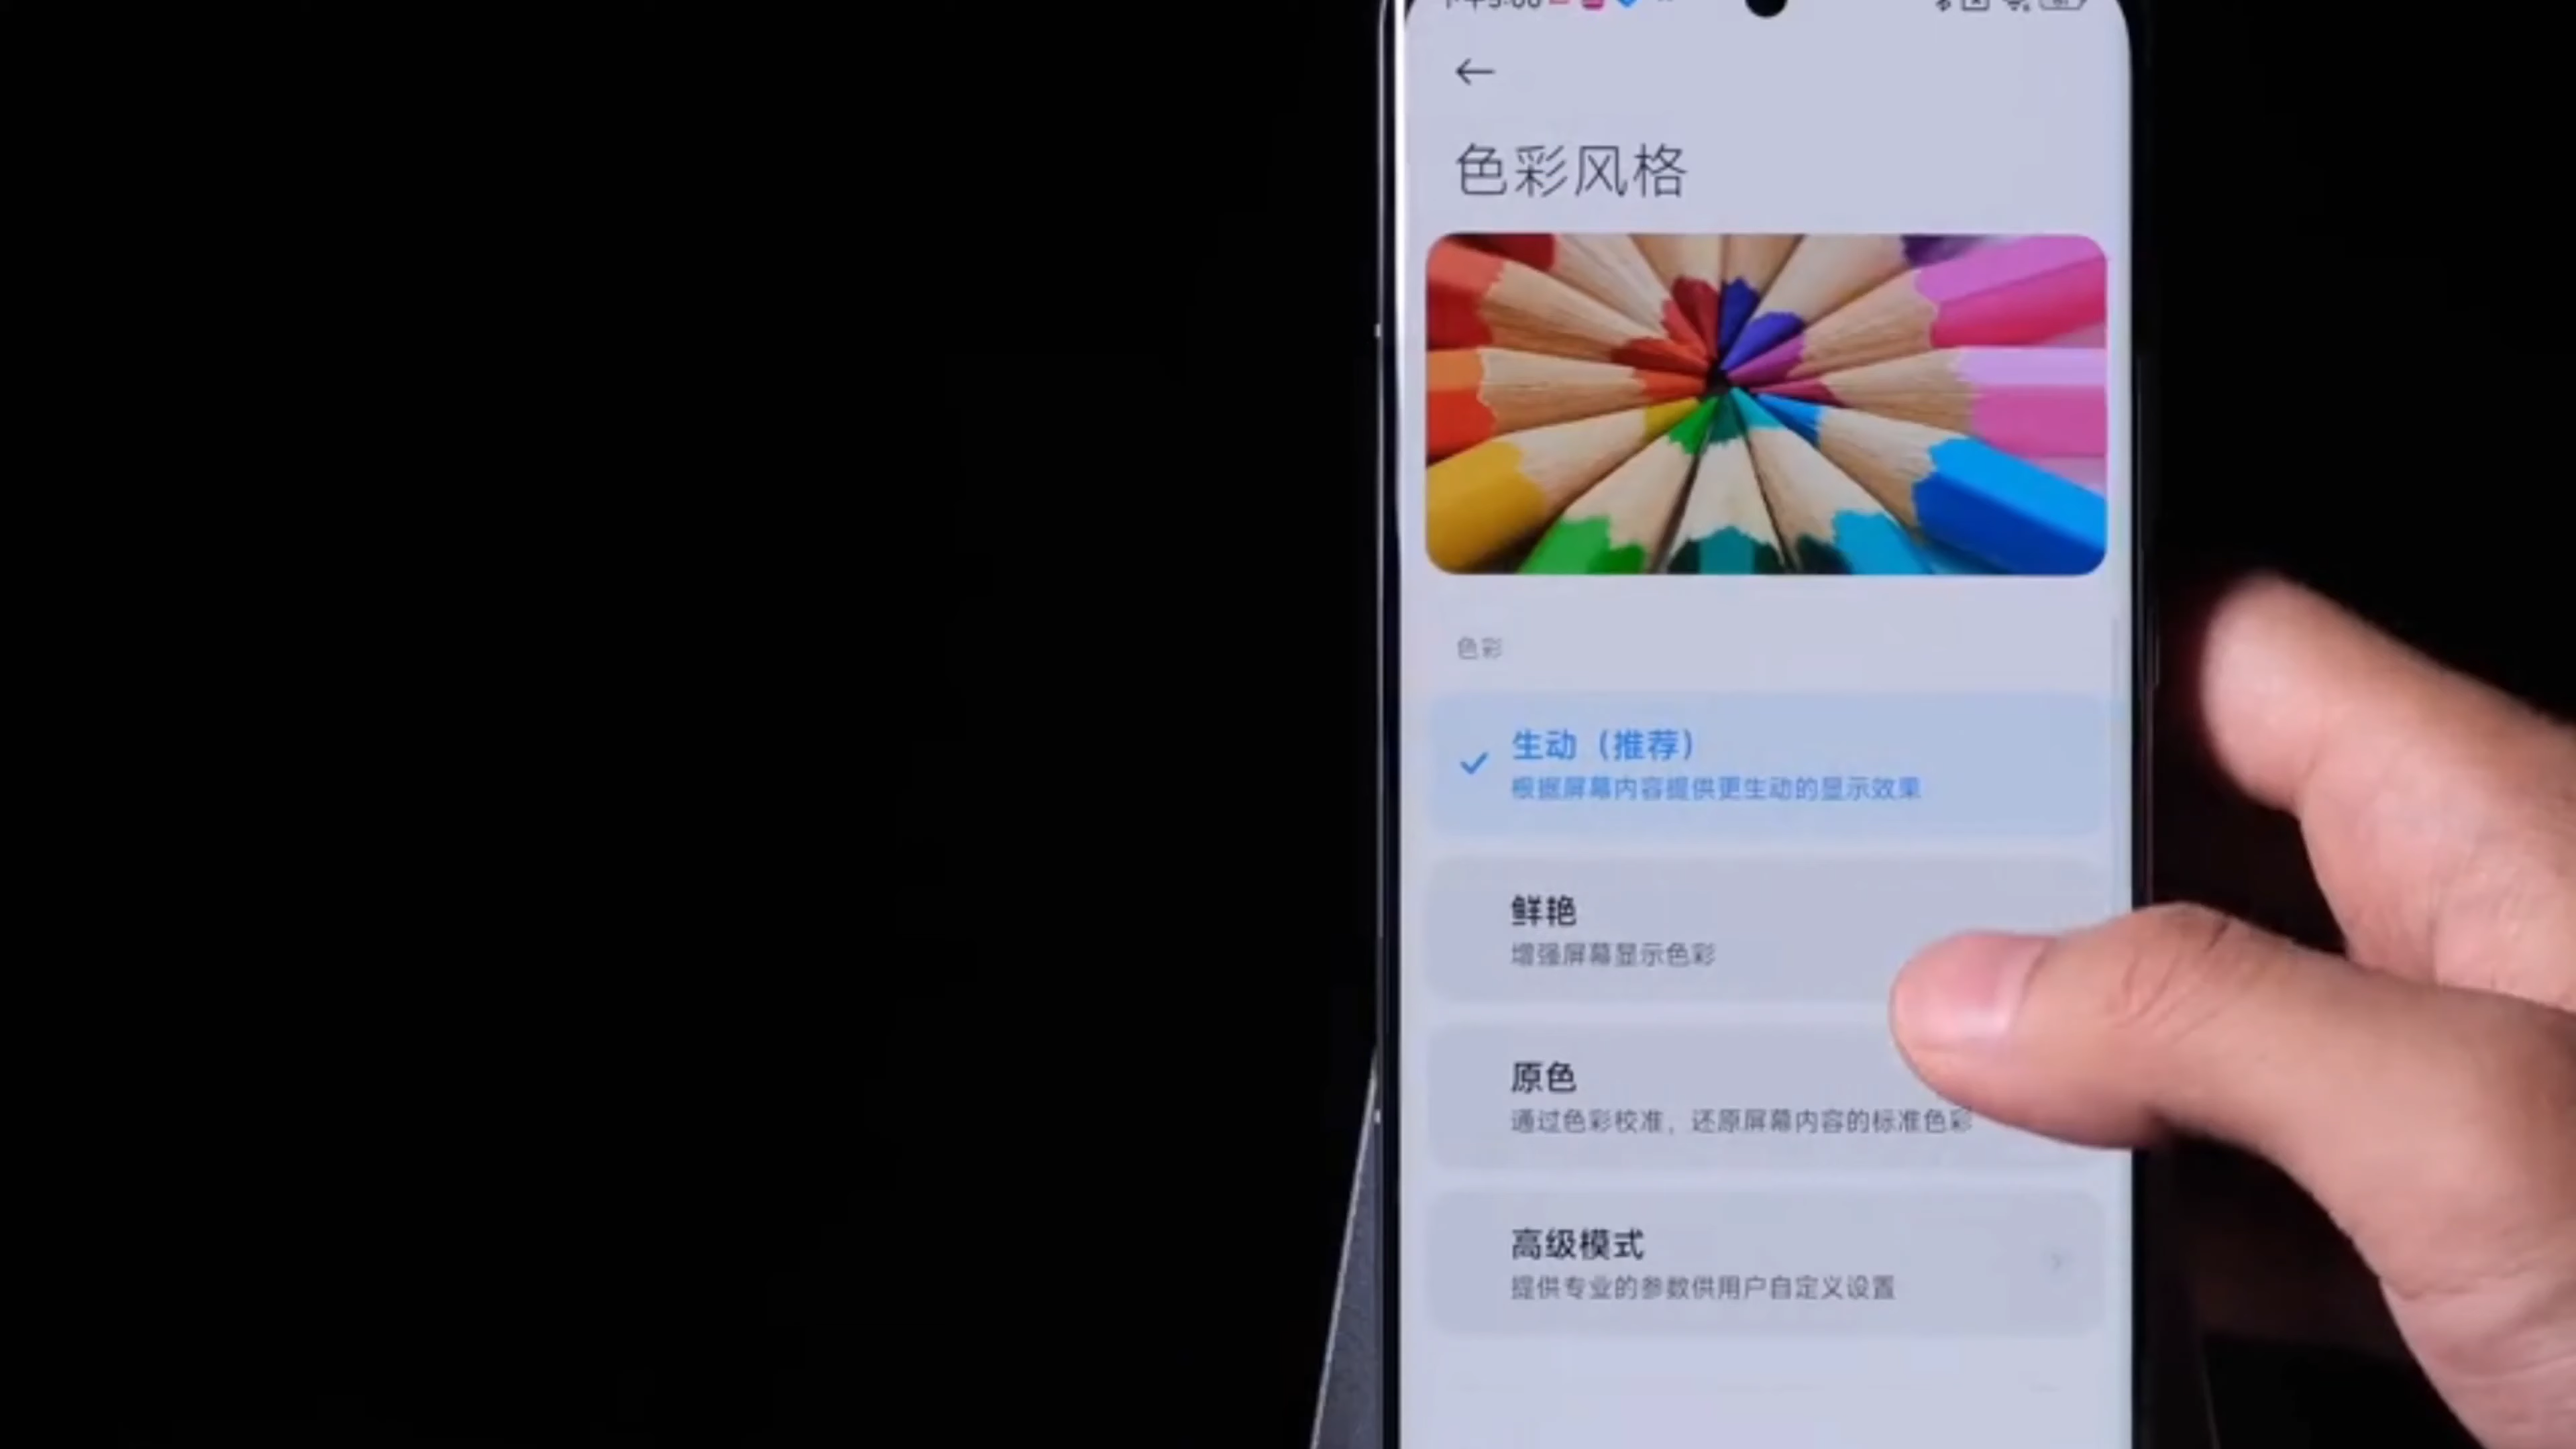 色彩风格
色彩
生动（推荐）
根据屏幕内容提供更生动的显示效果
鲜艳
增强屏幕显示色彩
原色
通过色彩校准，还原屏幕内容的标准色彩
高级模式
提供专业的参数供用户自定义设置